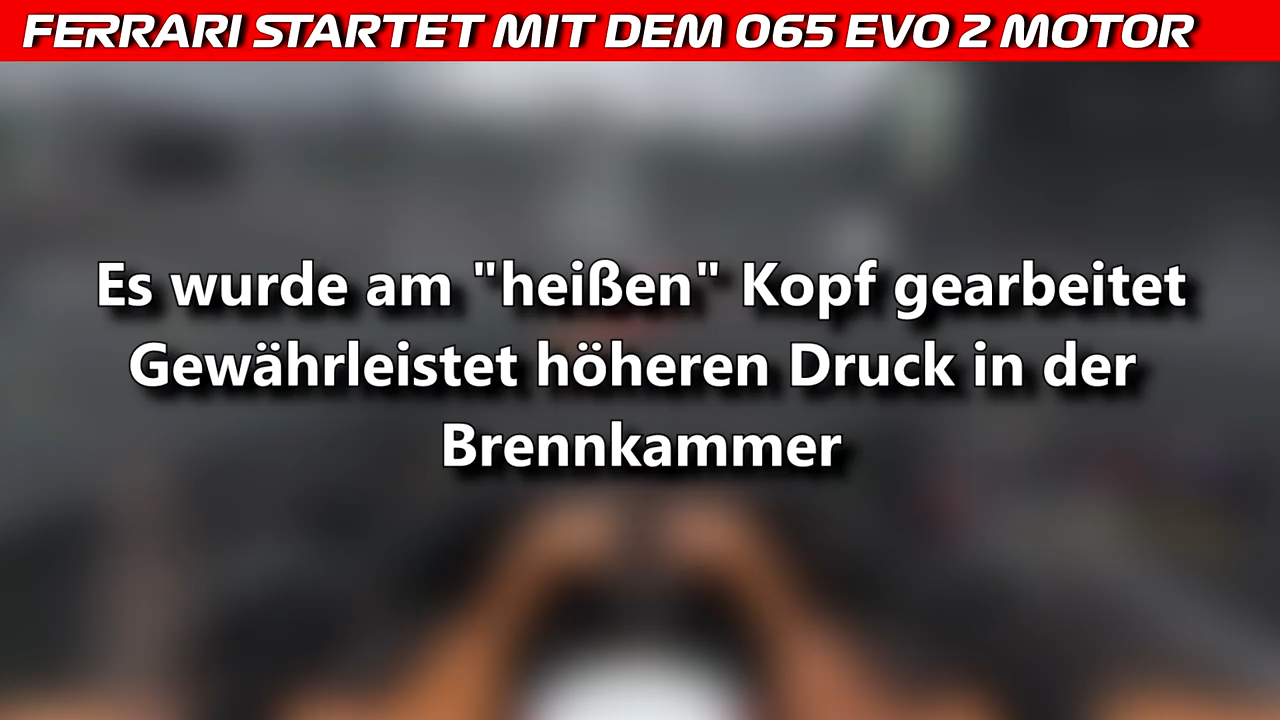 FERRARI STARTET MIT DEM 065 EVO 2 MOTOR
Es wurde am "heißen" Kopf gearbeitet
Gewährleistet höheren Druck in der
Brennkammer